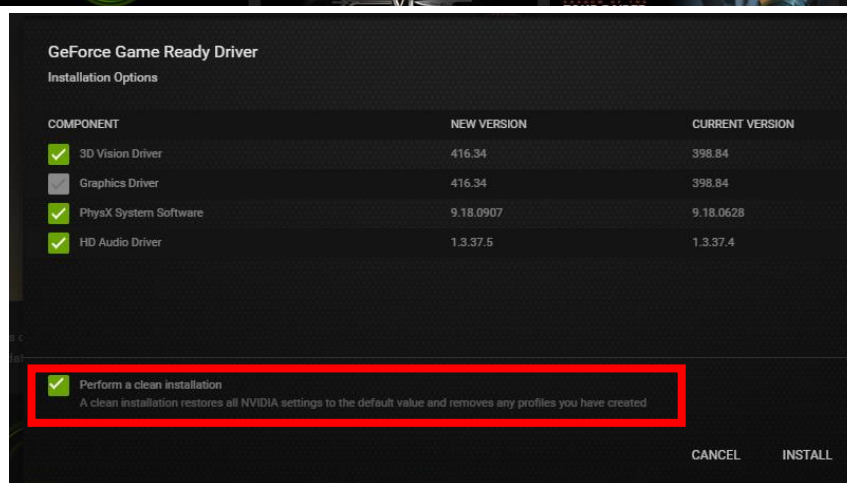 GeForce Game Ready Driver
Installation Options
COMPONENT NEW VERSION CURRENT VERSION
3D Vision Driver 416.34 398.84
Graphics Driver 416.34 398.84
PhysX System Software 9.18.0907 9.18.0628
HD Audio Driver 1.3.37.5 1.3.37.4
Perform a clean installation
A clean installation restores all NVIDIA settings to the default value and removes any profiles you have created
CANCEL INSTALL